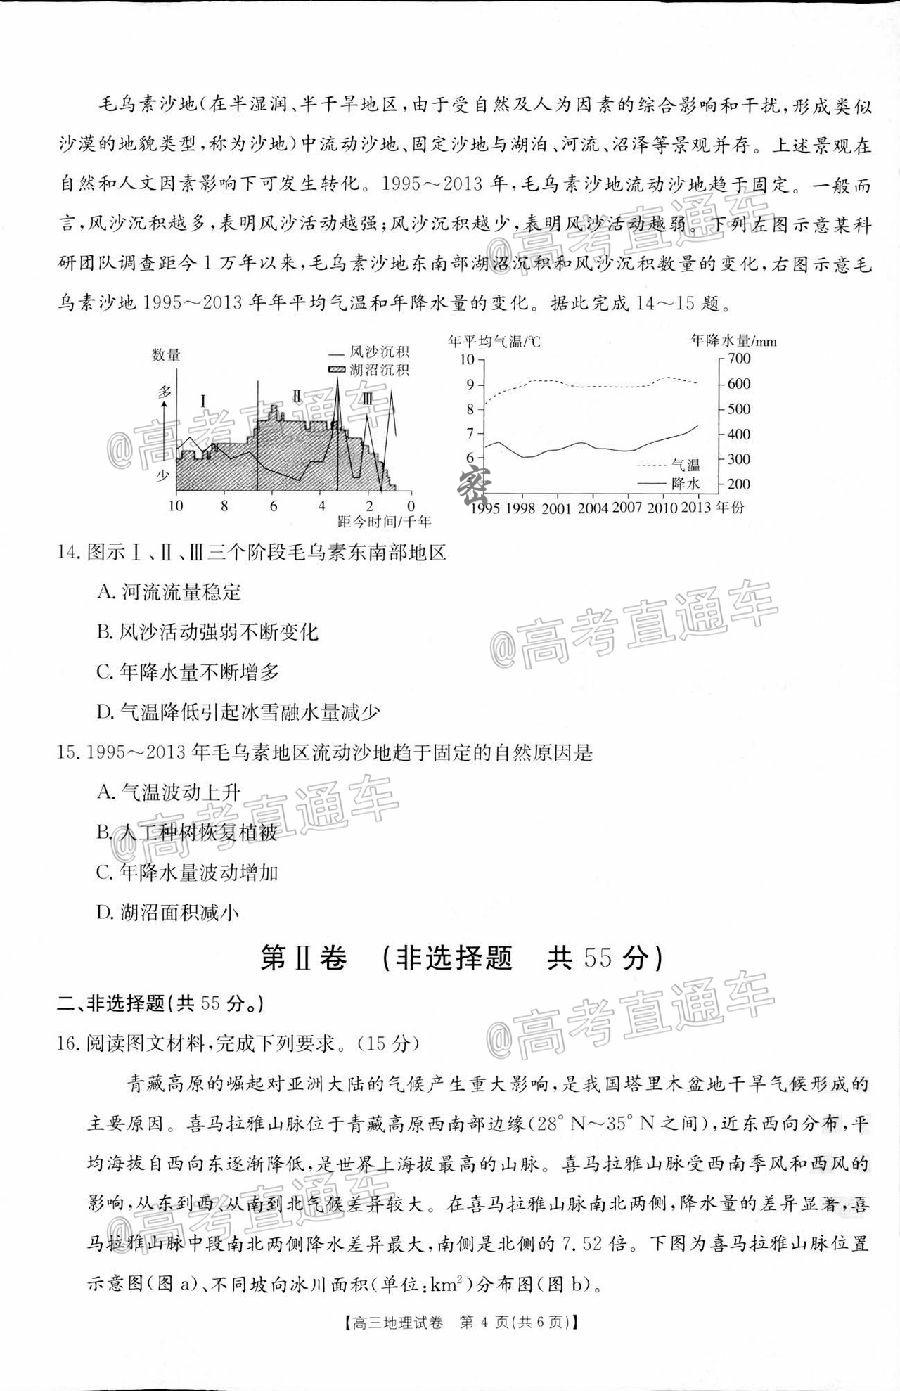 毛乌素沙地(在半湿润、半干旱地区,由于受自然及人为因素的综合影响和干扰,形成类似
沙漠的地貌类型,称为沙地)中流动沙地、固定沙地与湖泊、河流、沼泽等景观并存。上述景观在
自然和人文因素影响下可发生转化。1995~2013年,毛乌素沙地流动沙地趋于固定。一般而
言,风沙沉积越多,表明风沙活动越强;风沙沉积越少,表明风沙活动越弱。下列左图示意某科
研团队调查距今1万年以来,毛乌素沙地东南部湖沼沉积和风沙沉积数量的变化,右图示意毛
乌素沙地1995~2013年年平均气温和年降水量的变化。据此完成14~15题。
数量
风沙沉积
湖沼沉积
多
少
Ⅰ
Ⅱ
Ⅲ
10 8 6 4 2 0
距今时间/千年
年平均气温/℃
年降水量/mm
10
9
8
7
6
700
600
500
400
300
200
气温
降水
密
1995 1998 2001 2004 2007 2010 2013 年份
14.图示Ⅰ、Ⅱ、Ⅲ三个阶段毛乌素东南部地区
A.河流流量稳定
B.风沙活动强弱不断变化
C.年降水量不断增多
D.气温降低引起冰雪融水量减少
15.1995~2013年毛乌素地区流动沙地趋于固定的自然原因是
A.气温波动上升
B.人工种树恢复植被
C.年降水量波动增加
D.湖沼面积减小
第Ⅱ卷 (非选择题 共55分)
二、非选择题(共55分。)
16.阅读图文材料,完成下列要求。(15分)
青藏高原的崛起对亚洲大陆的气候产生重大影响,是我国塔里木盆地干旱气候形成的
主要原因。喜马拉雅山脉位于青藏高原西南部边缘(28°N~35°N之间),近东西向分布,平
均海拔自西向东逐渐降低,是世界上海拔最高的山脉。喜马拉雅山脉受西南季风和西风的
影响,从东到西、从南到北气候差异较大。在喜马拉雅山脉南北两侧,降水量的差异显著,喜
马拉雅山脉中段南北两侧降水差异最大,南侧是北侧的7.52倍。下图为喜马拉雅山脉位置
示意图(图a)、不同坡向冰川面积(单位:km²)分布图(图b)。
【高三地理试卷 第4页(共6页)】
@高考直通车
@高考直通车
@高考直通车
@高考直通车
@高考直通车
@高考直通车